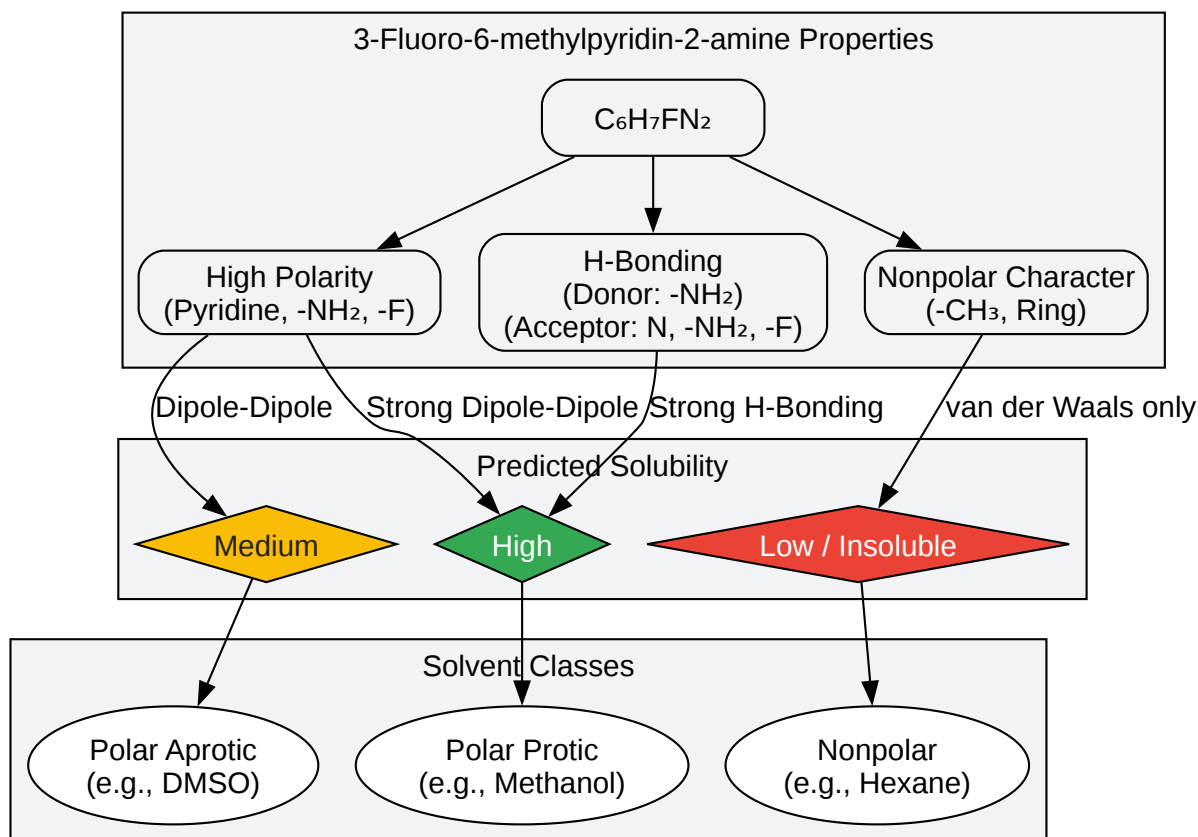 3-Fluoro-6-methylpyridin-2-amine Properties
C₆H₇FN₂
High Polarity
(Pyridine, -NH₂, -F)
H-Bonding
(Donor: -NH₂)
(Acceptor: N, -NH₂, -F)
Nonpolar Character
(-CH₃, Ring)
Dipole-Dipole
Strong Dipole-Dipole
Strong H-Bonding
van der Waals only
Predicted Solubility
Medium
High
Low / Insoluble
Solvent Classes
Polar Aprotic
(e.g., DMSO)
Polar Protic
(e.g., Methanol)
Nonpolar
(e.g., Hexane)